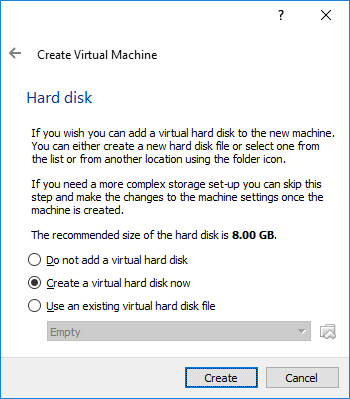 ?
Create Virtual Machine
Hard disk
If you wish you can add a virtual hard disk to the new machine.
You can either create a new hard disk file or select one from
the list or from another location using the folder icon.
If you need a more complex storage set-up you can skip this
step and make the changes to the machine settings once the
machine is created.
The recommended size of the hard disk is 8.00 GB.
Do not add a virtual hard disk
Create a virtual hard disk now
Use an existing virtual hard disk file
Empty
Create
Cancel